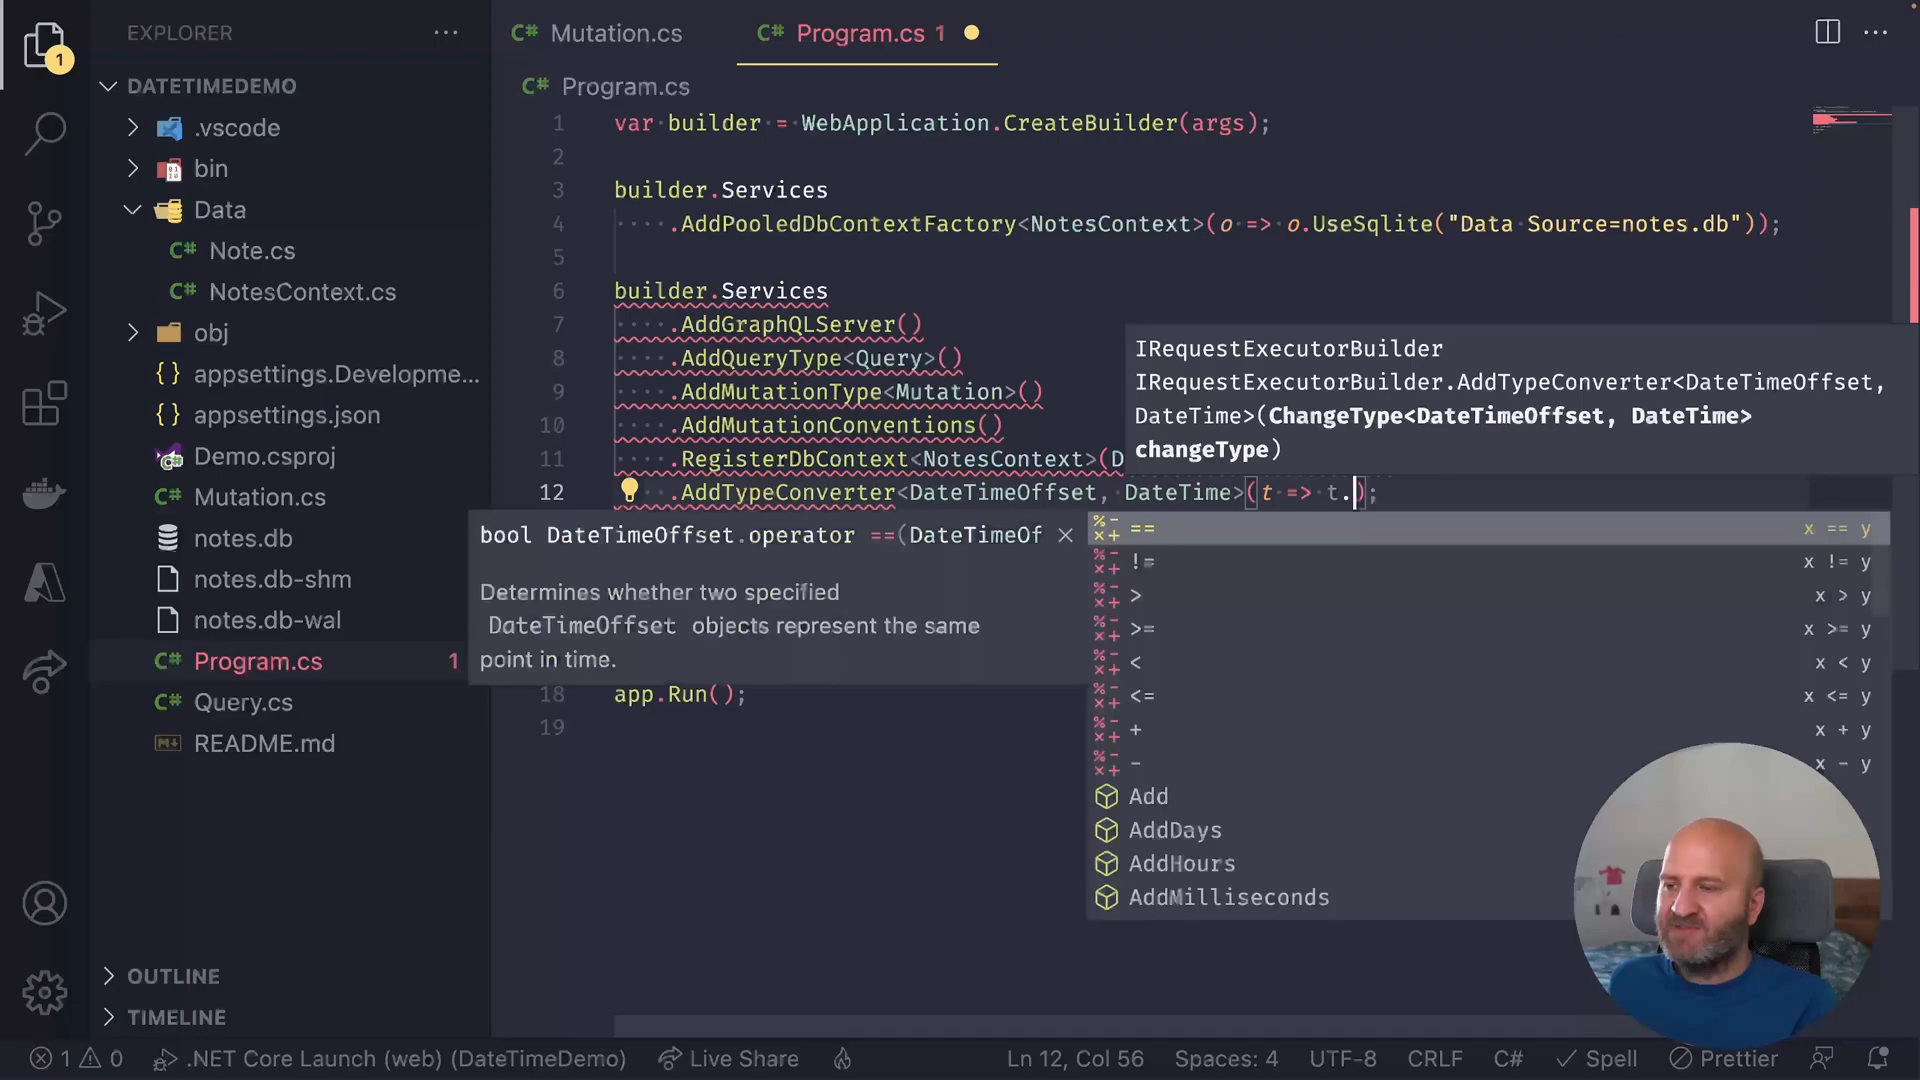 EXPLORER
1
DATETIMEDEMO
.vscode
bin
Data
C# Note.cs
C# NotesContext.cs
obj
{} appsettings.Developme...
{} appsettings.json
Demo.csproj
C# Mutation.cs
notes.db
notes.db-shm
notes.db-wal
C# Program.cs 1
C# Query.cs
README.md
OUTLINE
TIMELINE
C# Mutation.cs
C# Program.cs 1
C# Program.cs
1 var builder = WebApplication.CreateBuilder(args);
2
3 builder.Services
4 .AddPooledDbContextFactory<NotesContext>(o => o.UseSqlite("Data Source=notes.db"));
5
6 builder.Services
7 .AddGraphQLServer()
8 .AddQueryType<Query>()
9 .AddMutationType<Mutation>()
10 .AddMutationConventions()
11 .RegisterDbContext<NotesContext>(D
12 .AddTypeConverter<DateTimeOffset, DateTime>(t => t.);
18 app.Run();
19
IRequestExecutorBuilder
IRequestExecutorBuilder.AddTypeConverter<DateTimeOffset,
DateTime>(ChangeType<DateTimeOffset, DateTime>
changeType)
bool DateTimeOffset.operator ==(DateTimeOf
Determines whether two specified
DateTimeOffset objects represent the same
point in time.
== x == y
!= x != y
> x > y
>= x >= y
< x < y
<= x <= y
+ x + y
- x - y
Add
AddDays
AddHours
AddMilliseconds
1 0 .NET Core Launch (web) (DateTimeDemo) Live Share Ln 12, Col 56 Spaces: 4 UTF-8 CRLF C# Spell Prettier